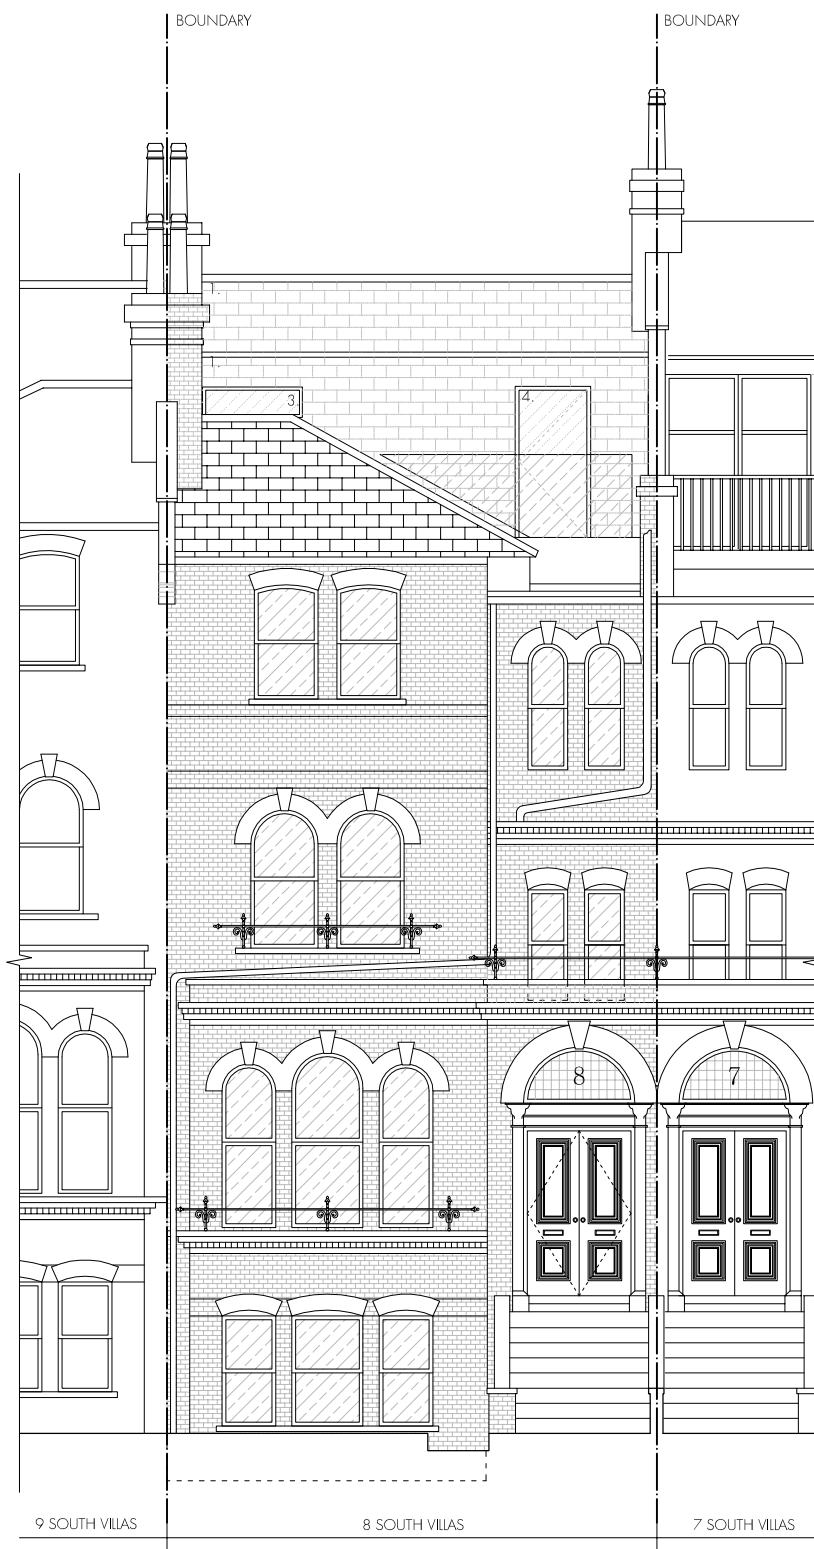 BOUNDARY
BOUNDARY
3.
4.
8
7
9 SOUTH VILLAS
8 SOUTH VILLAS
7 SOUTH VILLAS